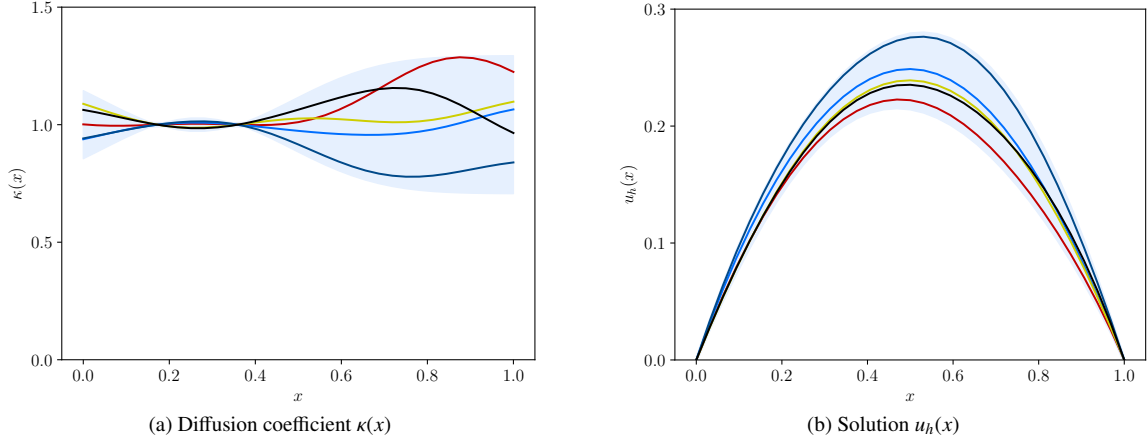 1.5
1.0
0.5
0.0
κ(x)
0.0 0.2 0.4 0.6 0.8 1.0
x
(a) Diffusion coefficient κ(x)
0.3
0.2
0.1
0.0
u_h(x)
0.0 0.2 0.4 0.6 0.8 1.0
x
(b) Solution u_h(x)